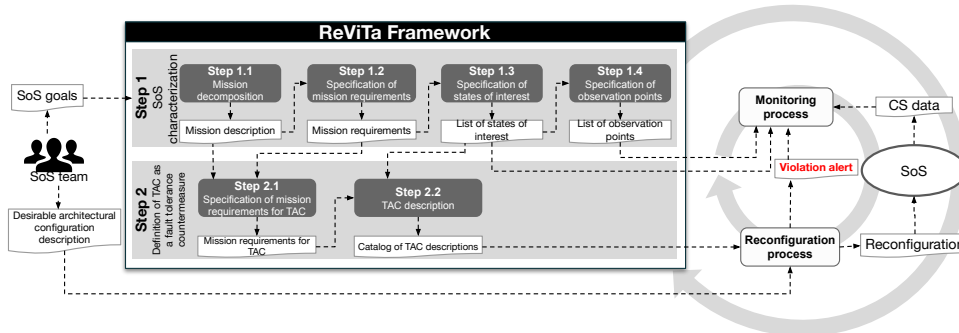 ReViTa Framework
Step 1
SoS
characterization
Step 1.1
Mission
decomposition
Step 1.2
Specification of
mission requirements
Step 1.3
Specification of
states of interest
Step 1.4
Specification of
observation points
Mission description
Mission requirements
List of states of
interest
List of observation
points
SoS goals
SoS team
Desirable architectural
configuration
description
Step 2
Definition of TAC as
a fault tolerance
countermeasure
Step 2.1
Specification of mission
requirements for TAC
Step 2.2
TAC description
Mission requirements for
TAC
Catalog of TAC descriptions
Monitoring
process
CS data
Violation alert
SoS
Reconfiguration
process
Reconfiguration